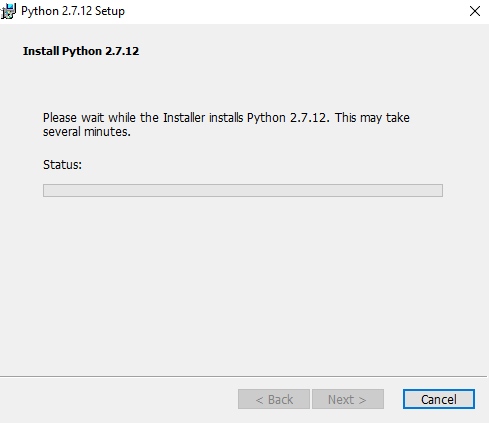 Python 2.7.12 Setup
Install Python 2.7.12
Please wait while the Installer installs Python 2.7.12. This may take
several minutes.
Status:
< Back
Next >
Cancel